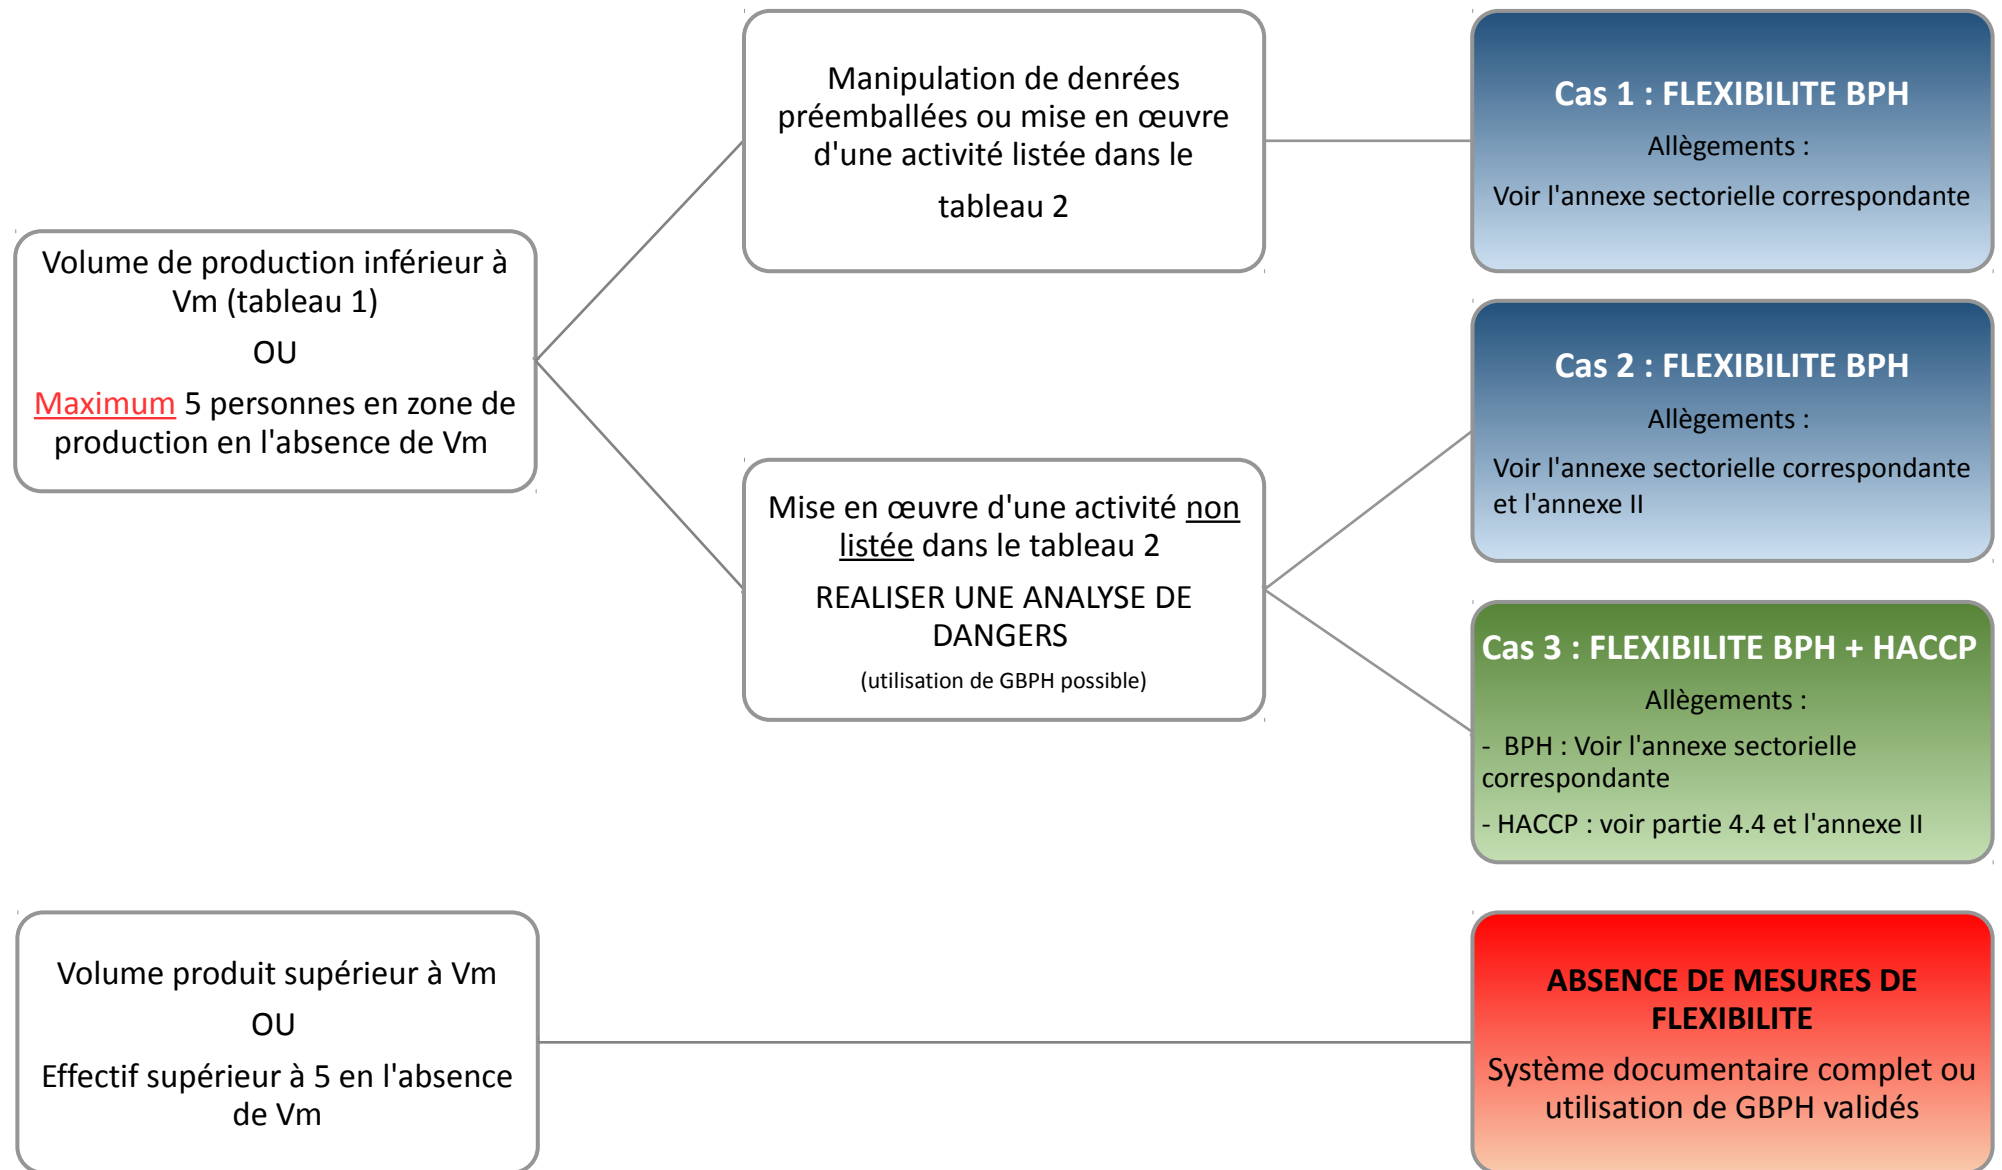 Volume de production inférieur à
Vm (tableau 1)
OU
Maximum 5 personnes en zone de
production en l'absence de Vm
Manipulation de denrées
préemballées ou mise en œuvre
d'une activité listée dans le
tableau 2
Cas 1 : FLEXIBILITE BPH
Allègements :
Voir l'annexe sectorielle correspondante
Mise en œuvre d'une activité non
listée dans le tableau 2
REALISER UNE ANALYSE DE
DANGERS
(utilisation de GBPH possible)
Cas 2 : FLEXIBILITE BPH
Allègements :
Voir l'annexe sectorielle correspondante
et l'annexe II
Cas 3 : FLEXIBILITE BPH + HACCP
Allègements :
- BPH : Voir l'annexe sectorielle
correspondante
- HACCP : voir partie 4.4 et l'annexe II
Volume produit supérieur à Vm
OU
Effectif supérieur à 5 en l'absence
de Vm
ABSENCE DE MESURES DE
FLEXIBILITE
Système documentaire complet ou
utilisation de GBPH validés